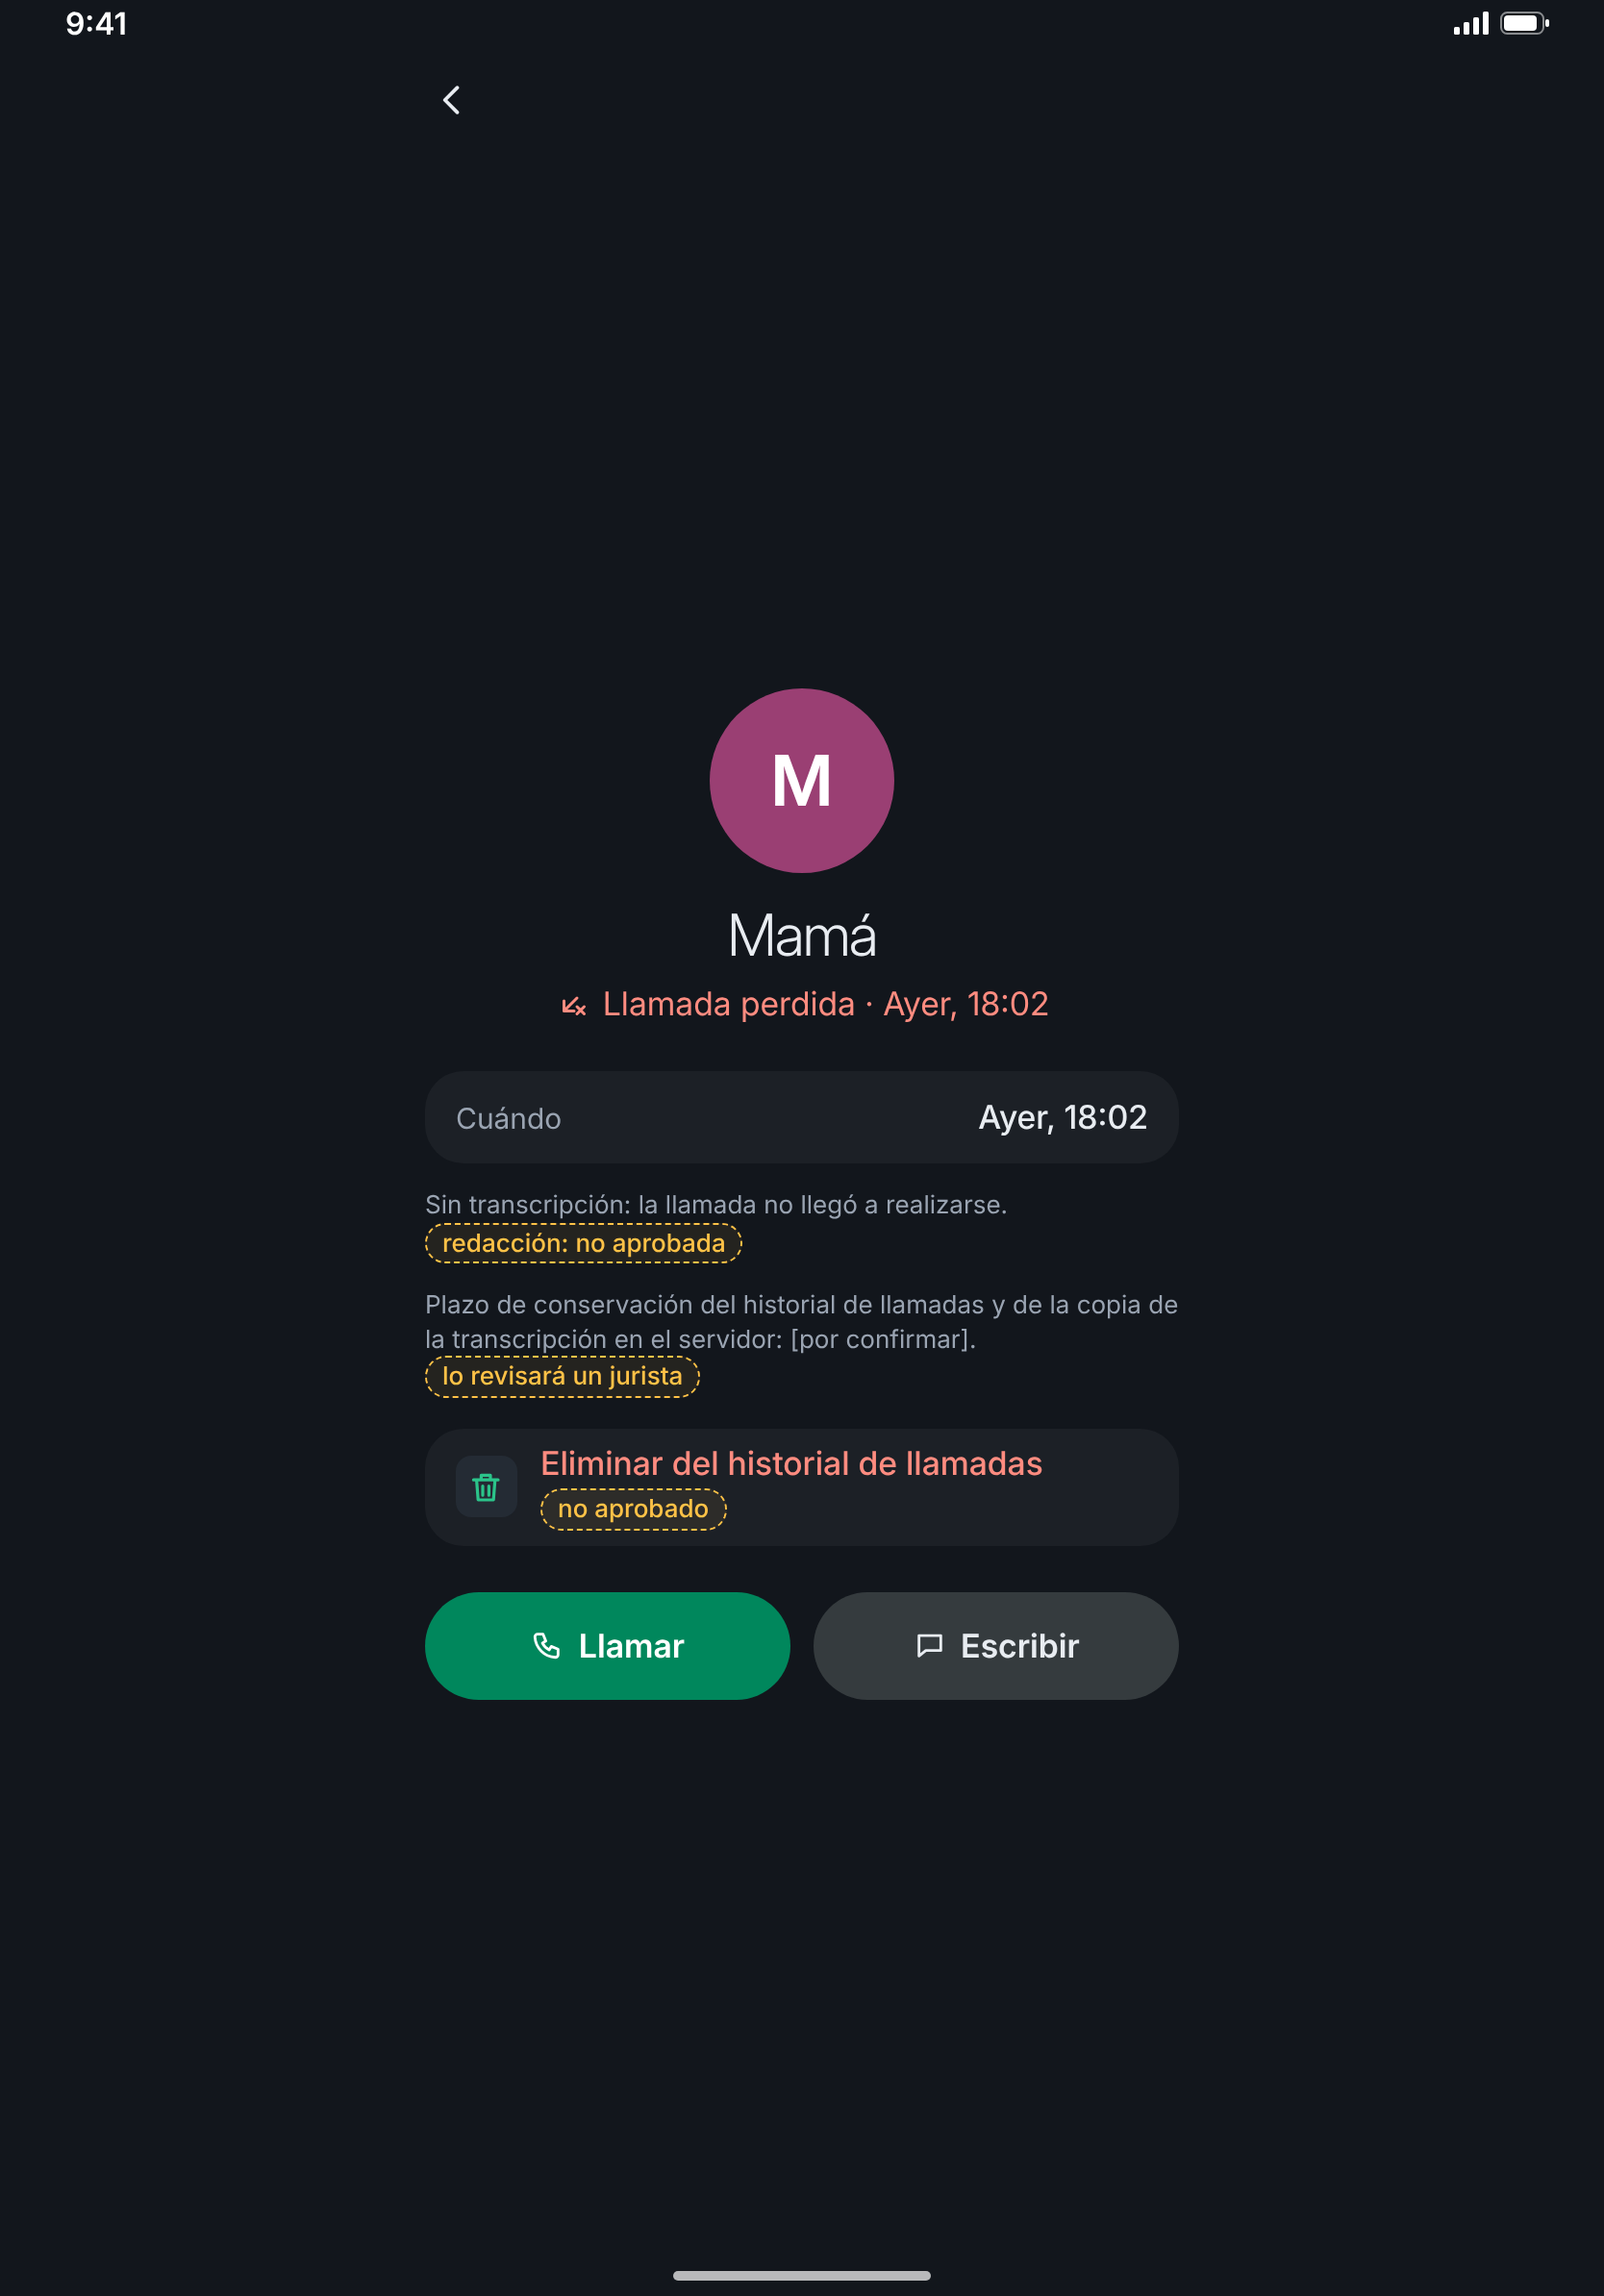 9:41
M
Mamá
Llamada perdida · Ayer, 18:02
Cuándo Ayer, 18:02
Sin transcripción: la llamada no llegó a realizarse.
redacción: no aprobada
Plazo de conservación del historial de llamadas y de la copia de
la transcripción en el servidor: [por confirmar].
lo revisará un jurista
Eliminar del historial de llamadas
no aprobado
Llamar Escribir